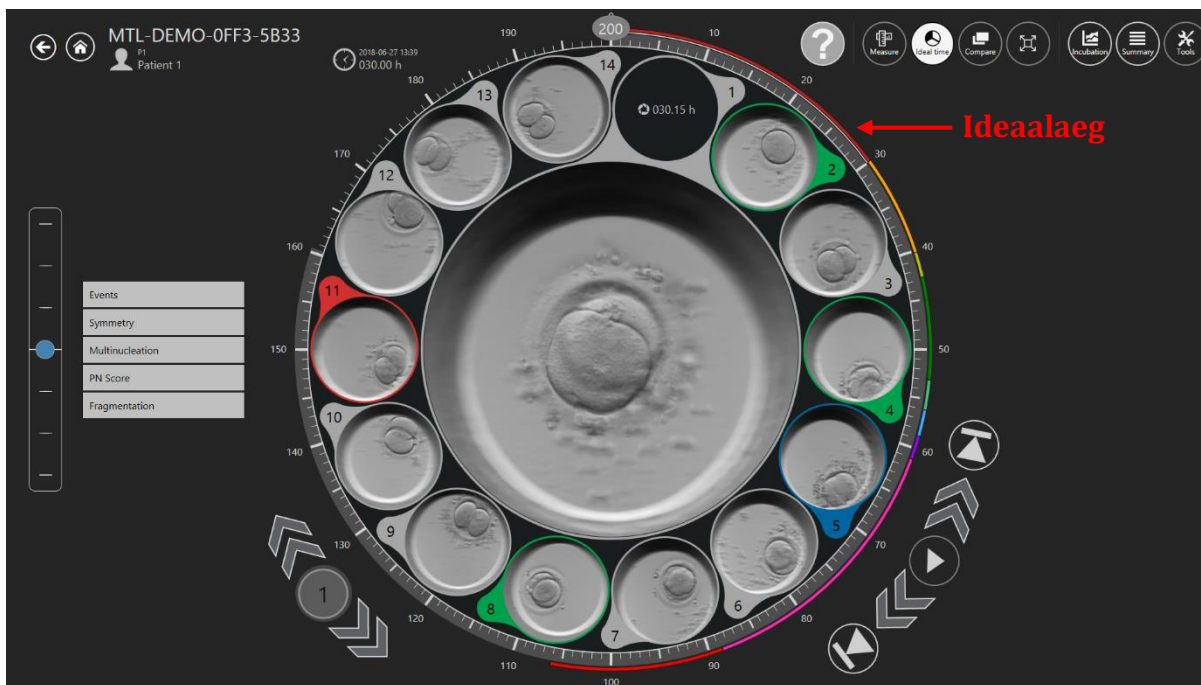 MTL-DEMO-0FF3-5B33
P1
Patient 1
2018-06-27 13:39
030.00 h
?
Measure
Ideal time
Compare
Incubation
Summary
Tools
Ideaalaeg
200
10
20
30
40
50
60
70
80
90
100
110
120
130
140
150
160
170
180
190
030.15 h
1
2
3
4
5
6
7
8
9
10
11
12
13
14
Events
Symmetry
Multinucleation
PN Score
Fragmentation
1